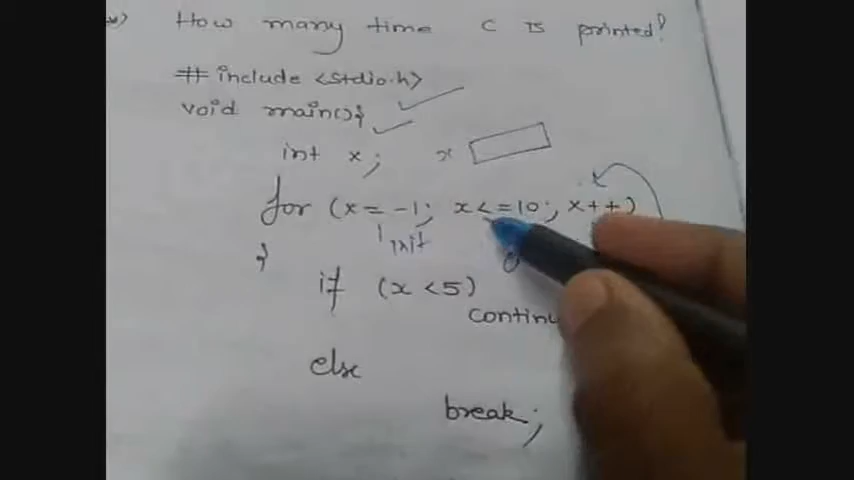 How many time C is printed?
#include <stdio.h>
void main(){
int x; x
for (x = -1; x <= 10; x++)
Init
{
if (x < 5)
continu
else
break;